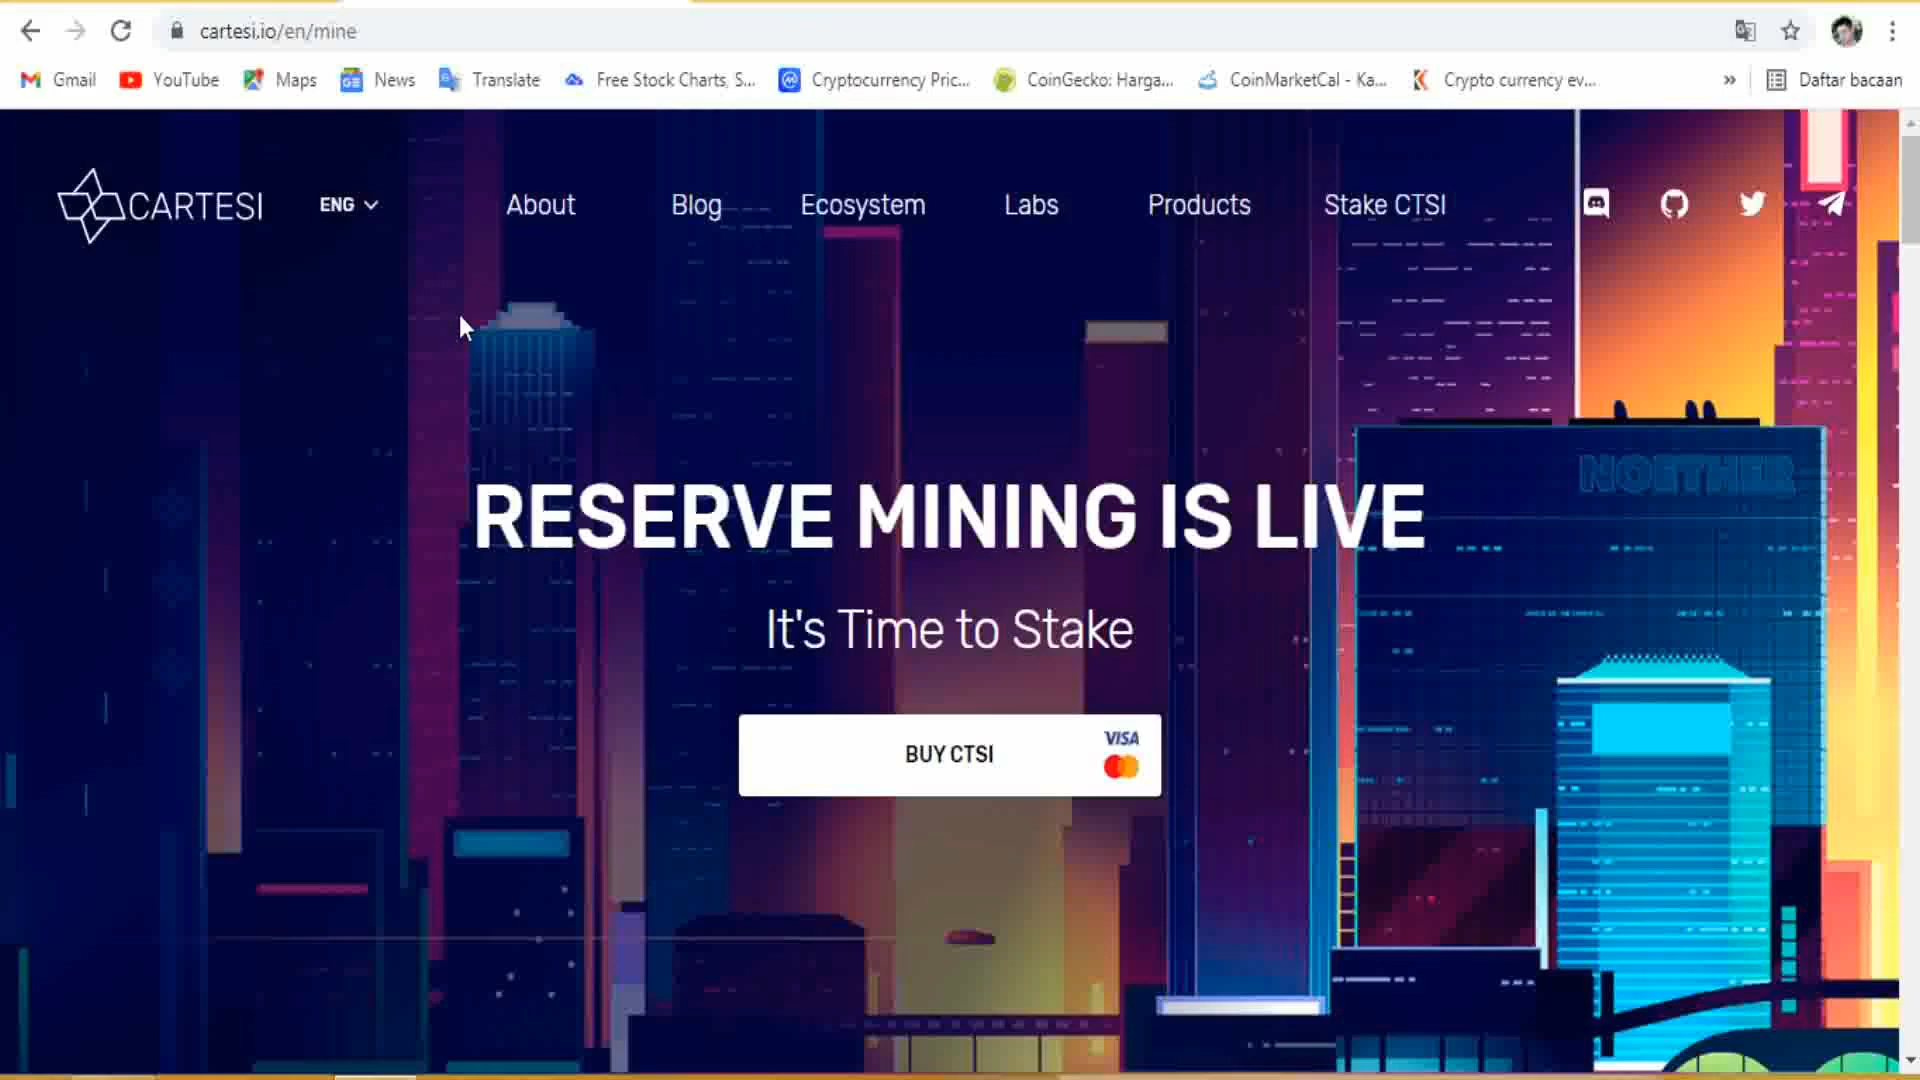 cartesi.io/en/mine
Gmail
YouTube
Maps
News
Translate
Free Stock Charts, S...
Cryptocurrency Pric...
CoinGecko: Harga...
CoinMarketCal - Ka...
Crypto currency ev...
»
Daftar bacaan
CARTESI
ENG
About
Blog
Ecosystem
Labs
Products
Stake CTSI
NOETHER
RESERVE MINING IS LIVE
It's Time to Stake
BUY CTSI
VISA